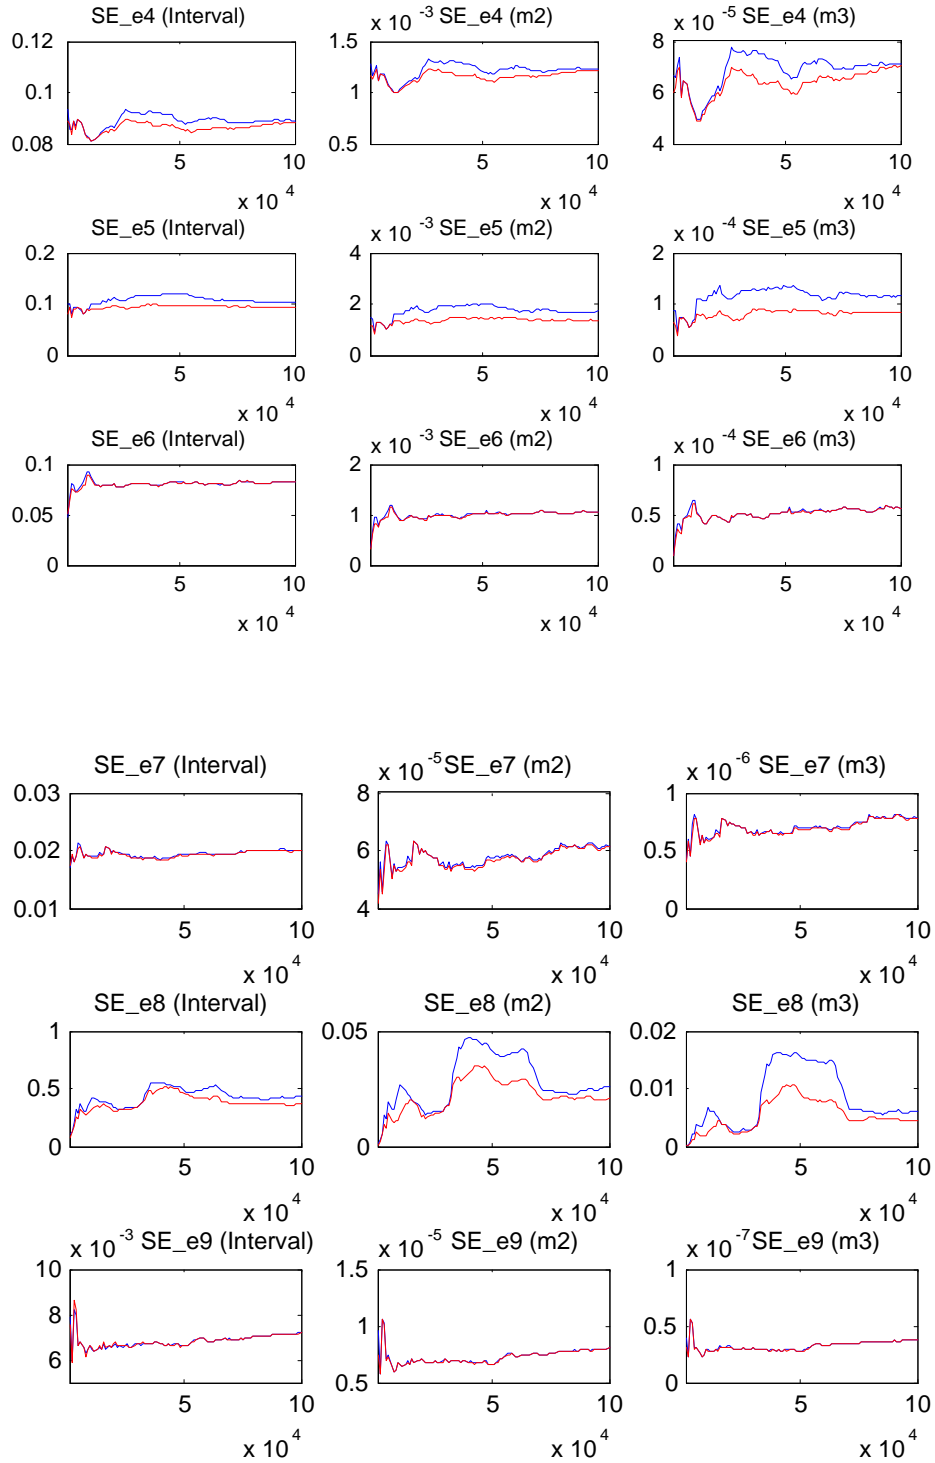 SE_e4 (Interval)
x 10 -3 SE_e4 (m2)
x 10 -5 SE_e4 (m3)
0.12
0.1
0.08
5 10
x 10 4
1.5
1
0.5
5 10
x 10 4
8
6
4
5 10
x 10 4
SE_e5 (Interval)
x 10 -3 SE_e5 (m2)
x 10 -4 SE_e5 (m3)
0.2
0.1
0
5 10
x 10 4
4
2
0
5 10
x 10 4
2
1
0
5 10
x 10 4
SE_e6 (Interval)
x 10 -3 SE_e6 (m2)
x 10 -4 SE_e6 (m3)
0.1
0.05
0
5 10
x 10 4
2
1
0
5 10
x 10 4
1
0.5
0
5 10
x 10 4
SE_e7 (Interval)
x 10 -5 SE_e7 (m2)
x 10 -6 SE_e7 (m3)
0.03
0.02
0.01
5 10
x 10 4
8
6
4
5 10
x 10 4
1
0.5
0
5 10
x 10 4
SE_e8 (Interval)
SE_e8 (m2)
SE_e8 (m3)
1
0.5
0
5 10
x 10 4
0.05
0
5 10
x 10 4
0.02
0.01
0
5 10
x 10 4
x 10 -3 SE_e9 (Interval)
x 10 -5 SE_e9 (m2)
x 10 -7 SE_e9 (m3)
10
8
6
5 10
x 10 4
1.5
1
0.5
5 10
x 10 4
1
0.5
0
5 10
x 10 4